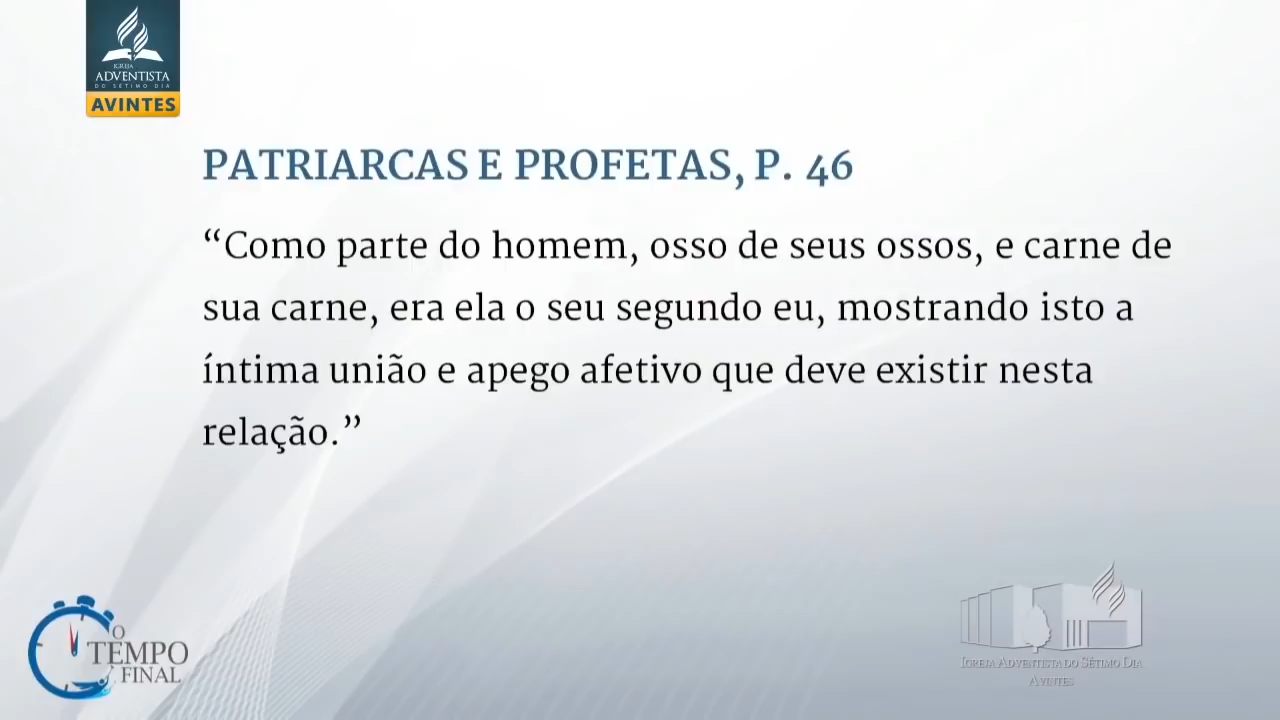 IGREJA
ADVENTISTA
DO SÉTIMO DIA
AVINTES
PATRIARCAS E PROFETAS, P. 46
“Como parte do homem, osso de seus ossos, e carne de
sua carne, era ela o seu segundo eu, mostrando isto a
íntima união e apego afetivo que deve existir nesta
relação.”
O
TEMPO
FINAL
IGREJA ADVENTISTA DO SÉTIMO DIA
AVINTES